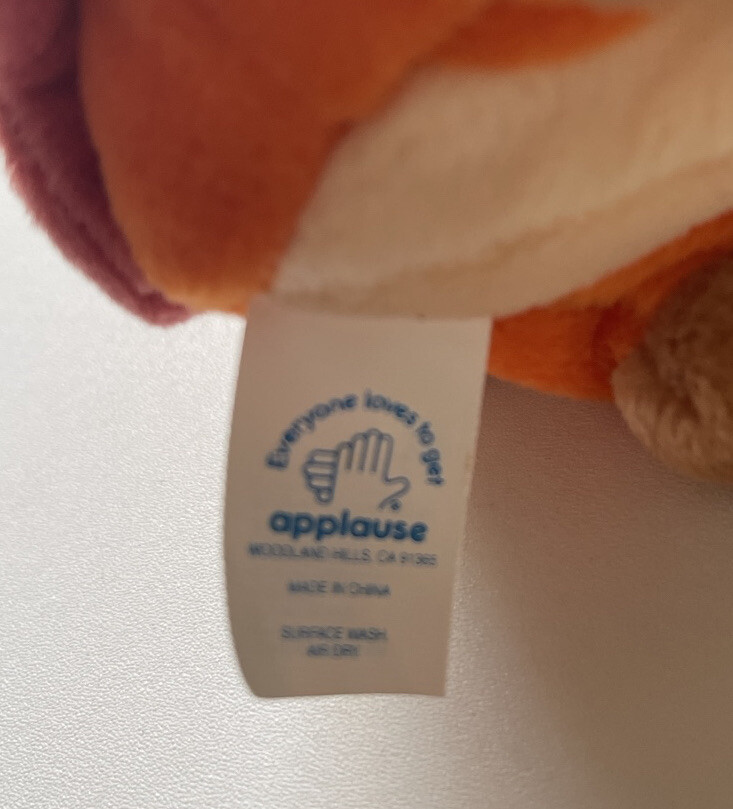 Everyone loves to get
applause
WOODLAND HILLS, CA 91365
MADE IN CHINA
SURFACE WASH,
AIR DRY